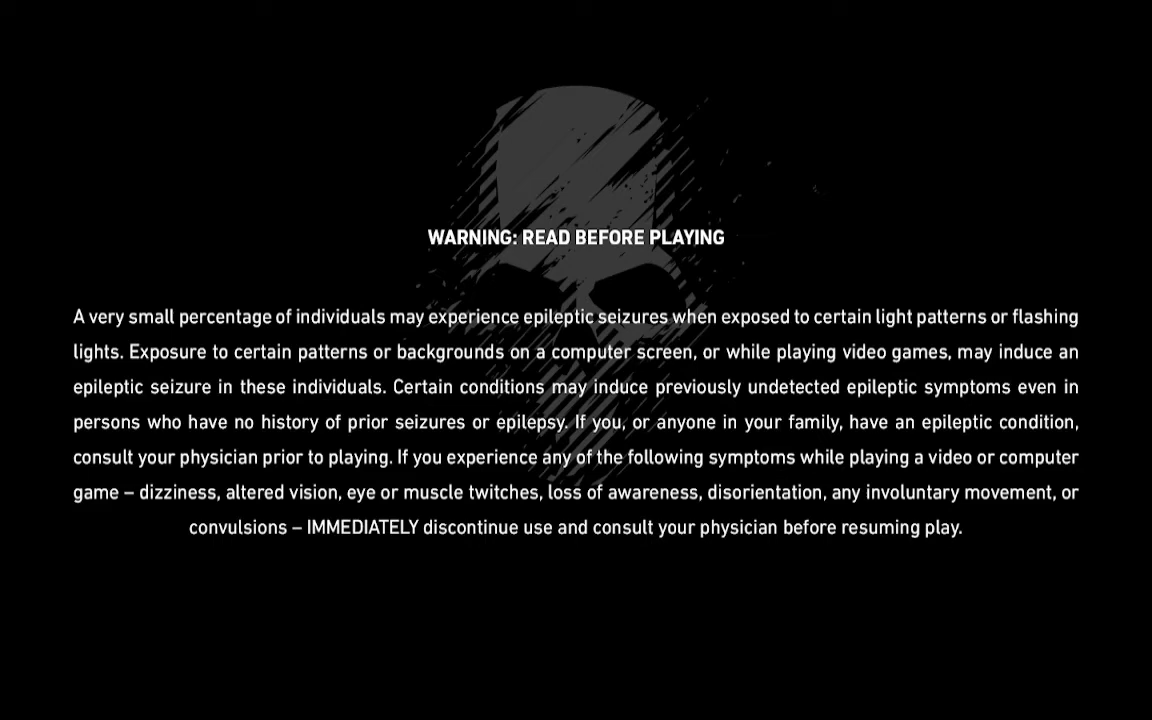 WARNING: READ BEFORE PLAYING
A very small percentage of individuals may experience epileptic seizures when exposed to certain light patterns or flashing
lights. Exposure to certain patterns or backgrounds on a computer screen, or while playing video games, may induce an
epileptic seizure in these individuals. Certain conditions may induce previously undetected epileptic symptoms even in
persons who have no history of prior seizures or epilepsy. If you, or anyone in your family, have an epileptic condition,
consult your physician prior to playing. If you experience any of the following symptoms while playing a video or computer
game – dizziness, altered vision, eye or muscle twitches, loss of awareness, disorientation, any involuntary movement, or
convulsions – IMMEDIATELY discontinue use and consult your physician before resuming play.